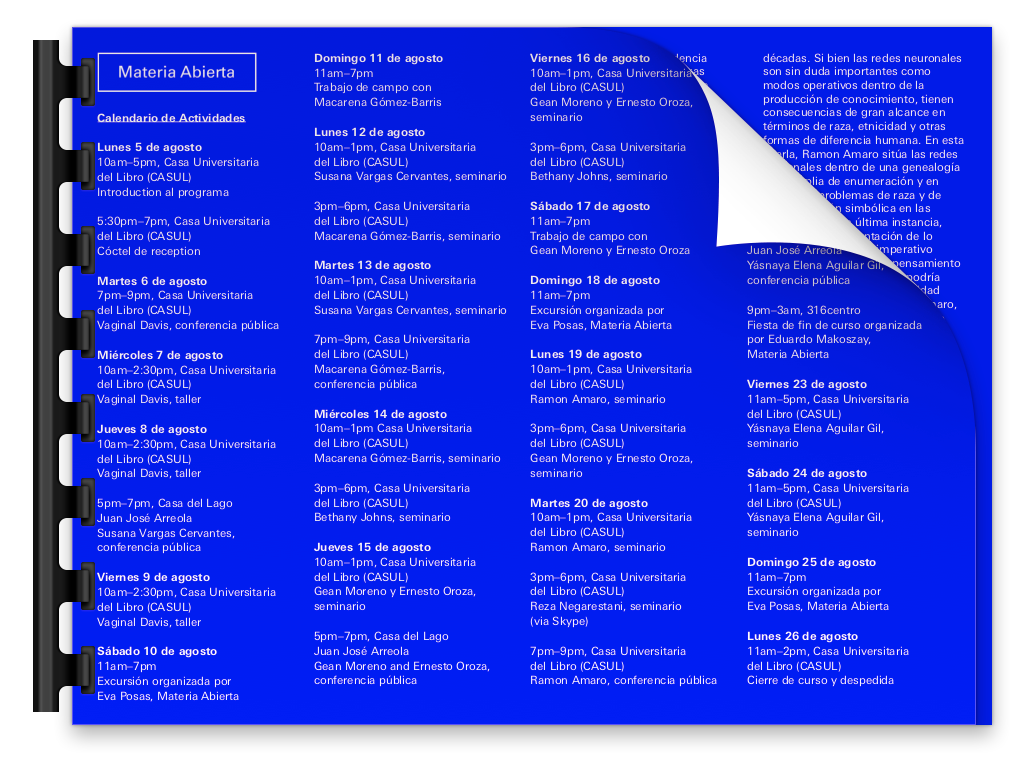 Materia Abierta
Calendario de Actividades
Lunes 5 de agosto
10am–5pm, Casa Universitaria
del Libro (CASUL)
Introduction al programa
5:30pm–7pm, Casa Universitaria
del Libro (CASUL)
Cóctel de reception
Martes 6 de agosto
7pm–9pm, Casa Universitaria
del Libro (CASUL)
Vaginal Davis, conferencia pública
Miércoles 7 de agosto
10am–2:30pm, Casa Universitaria
del Libro (CASUL)
Vaginal Davis, taller
Jueves 8 de agosto
10am–2:30pm, Casa Universitaria
del Libro (CASUL)
Vaginal Davis, taller
5pm–7pm, Casa del Lago
Juan José Arreola
Susana Vargas Cervantes,
conferencia pública
Viernes 9 de agosto
10am–2:30pm, Casa Universitaria
del Libro (CASUL)
Vaginal Davis, taller
Sábado 10 de agosto
11am–7pm
Excursión organizada por
Eva Posas, Materia Abierta
Domingo 11 de agosto
11am–7pm
Trabajo de campo con
Macarena Gómez-Barris
Lunes 12 de agosto
10am–1pm, Casa Universitaria
del Libro (CASUL)
Susana Vargas Cervantes, seminario
3pm–6pm, Casa Universitaria
del Libro (CASUL)
Macarena Gómez-Barris, seminario
Martes 13 de agosto
10am–1pm, Casa Universitaria
del Libro (CASUL)
Susana Vargas Cervantes, seminario
7pm–9pm, Casa Universitaria
del Libro (CASUL)
Macarena Gómez-Barris,
conferencia pública
Miércoles 14 de agosto
10am–1pm Casa Universitaria
del Libro (CASUL)
Macarena Gómez-Barris, seminario
3pm–6pm, Casa Universitaria
del Libro (CASUL)
Bethany Johns, seminario
Jueves 15 de agosto
10am–1pm, Casa Universitaria
del Libro (CASUL)
Gean Moreno y Ernesto Oroza,
seminario
5pm–7pm, Casa del Lago
Juan José Arreola
Gean Moreno and Ernesto Oroza,
conferencia pública
Viernes 16 de agosto
10am–1pm, Casa Universitaria
del Libro (CASUL)
Gean Moreno y Ernesto Oroza,
seminario
3pm–6pm, Casa Universitaria
del Libro (CASUL)
Bethany Johns, seminario
Sábado 17 de agosto
11am–7pm
Trabajo de campo con
Gean Moreno y Ernesto Oroza
Domingo 18 de agosto
11am–7pm
Excursión organizada por
Eva Posas, Materia Abierta
Lunes 19 de agosto
10am–1pm, Casa Universitaria
del Libro (CASUL)
Ramon Amaro, seminario
3pm–6pm, Casa Universitaria
del Libro (CASUL)
Gean Moreno y Ernesto Oroza,
seminario
Martes 20 de agosto
10am–1pm, Casa Universitaria
del Libro (CASUL)
Ramon Amaro, seminario
3pm–6pm, Casa Universitaria
del Libro (CASUL)
Reza Negarestani, seminario
(via Skype)
7pm–9pm, Casa Universitaria
del Libro (CASUL)
Ramon Amaro, conferencia pública
décadas. Si bien las redes neuronales
son sin duda importantes como
modos operativos dentro de la
producción de conocimiento, tienen
consecuencias de gran alcance en
términos de raza, etnicidad y otras
formas de diferencia humana. En esta
Ramon Amaro sitúa las redes
dentro de una genealogía
de enumeración y en
problemas de raza y de
simbólica en las
última instancia,
de lo
imperativo
pensamiento
podría
Juan José Arreola
Yásnaya Elena Aguilar Gil,
conferencia pública
9pm–3am, 316centro
Fiesta de fin de curso organizada
por Eduardo Makoszay,
Materia Abierta
Viernes 23 de agosto
11am–5pm, Casa Universitaria
del Libro (CASUL)
Yásnaya Elena Aguilar Gil,
seminario
Sábado 24 de agosto
11am–5pm, Casa Universitaria
del Libro (CASUL)
Yásnaya Elena Aguilar Gil,
seminario
Domingo 25 de agosto
11am–7pm
Excursión organizada por
Eva Posas, Materia Abierta
Lunes 26 de agosto
11am–2pm, Casa Universitaria
del Libro (CASUL)
Cierre de curso y despedida